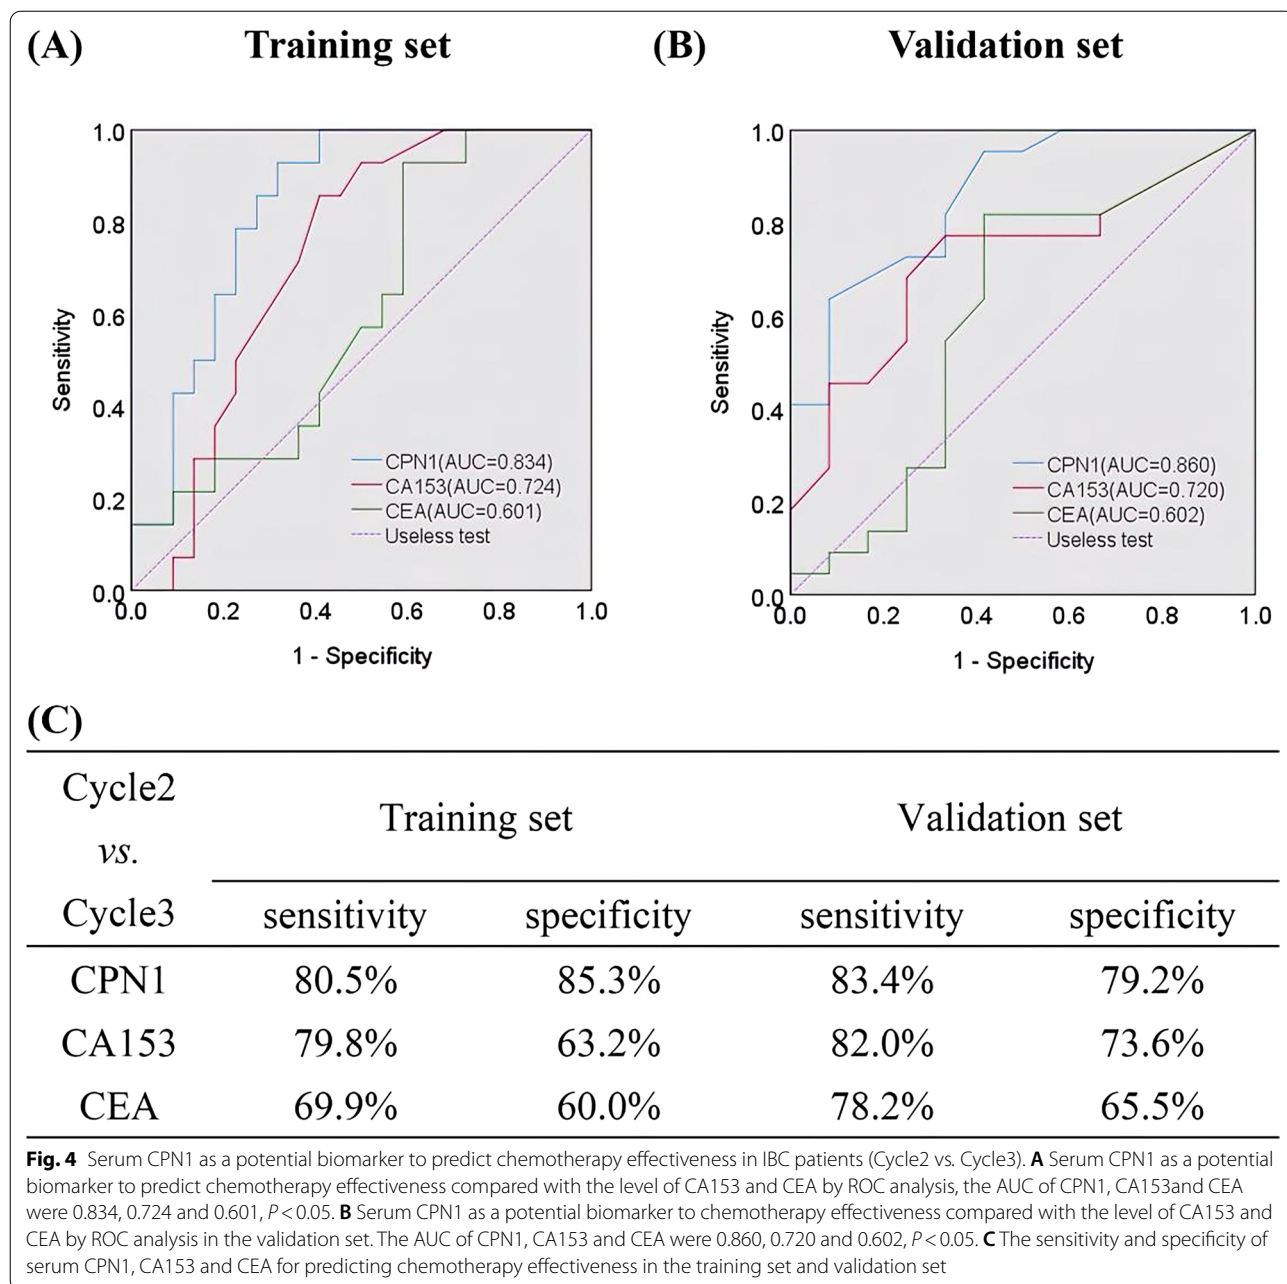 (A) Training set
1.0
0.8
0.6
0.4
0.2
0.0
Sensitivity
CPN1(AUC=0.834)
CA153(AUC=0.724)
CEA(AUC=0.601)
Useless test
0.0 0.2 0.4 0.6 0.8 1.0
1 - Specificity
(B) Validation set
1.0
0.8
0.6
0.4
0.2
0.0
Sensitivity
CPN1(AUC=0.860)
CA153(AUC=0.720)
CEA(AUC=0.602)
Useless test
0.0 0.2 0.4 0.6 0.8 1.0
1 - Specificity
(C)
Cycle2
vs.
Cycle3
Training set Validation set
sensitivity specificity sensitivity specificity
CPN1 80.5% 85.3% 83.4% 79.2%
CA153 79.8% 63.2% 82.0% 73.6%
CEA 69.9% 60.0% 78.2% 65.5%
Fig. 4 Serum CPN1 as a potential biomarker to predict chemotherapy effectiveness in IBC patients (Cycle2 vs. Cycle3). A Serum CPN1 as a potential
biomarker to predict chemotherapy effectiveness compared with the level of CA153 and CEA by ROC analysis, the AUC of CPN1, CA153and CEA
were 0.834, 0.724 and 0.601, P < 0.05. B Serum CPN1 as a potential biomarker to chemotherapy effectiveness compared with the level of CA153 and
CEA by ROC analysis in the validation set. The AUC of CPN1, CA153 and CEA were 0.860, 0.720 and 0.602, P < 0.05. C The sensitivity and specificity of
serum CPN1, CA153 and CEA for predicting chemotherapy effectiveness in the training set and validation set